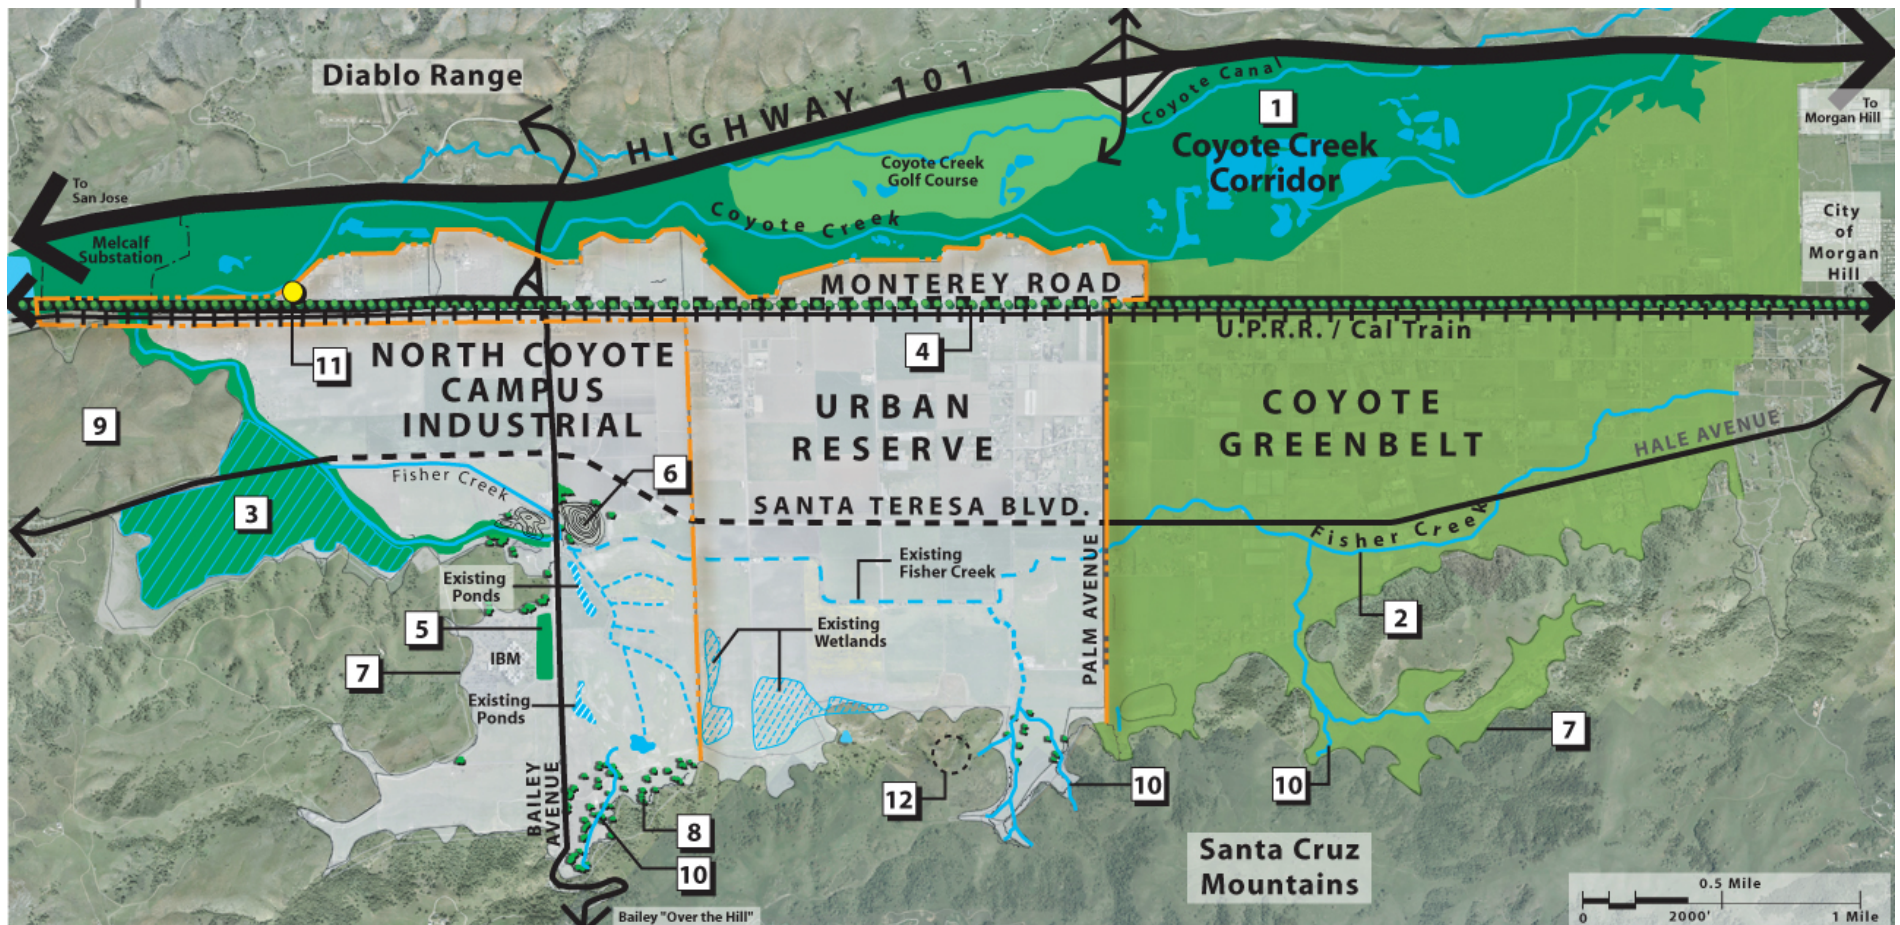 Diablo Range
HIGHWAY 101
Coyote Canal
1
Coyote Creek
Corridor
To
Morgan Hill
To
San Jose
Coyote Creek
Golf Course
Coyote Creek
City
of
Morgan
Hill
Melcalf
Substation
MONTEREY ROAD
U.P.R.R. / Cal Train
11
4
NORTH COYOTE
CAMPUS
INDUSTRIAL
URBAN
RESERVE
COYOTE
GREENBELT
HALE AVENUE
9
Fisher Creek
6
3
SANTA TERESA BLVD.
Fisher Creek
Existing
Fisher Creek
PALM AVENUE
Existing
Ponds
5
IBM
7
Existing
Wetlands
2
Existing
Ponds
7
BAILEY
AVENUE
12
10
10
8
10
Santa Cruz
Mountains
Bailey "Over the Hill"
0.5 Mile
0
2000'
1 Mile